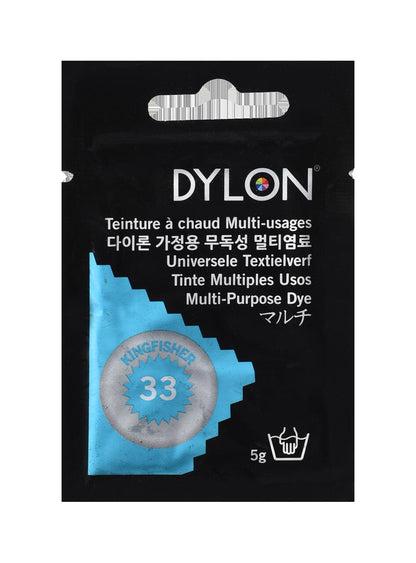 DYLON®
Teinture à chaud Multi-usages
다이론 가정용 무독성 멀티염료
Universele Textielverf
Tinte Multiples Usos
Multi-Purpose Dye
マルチ
KINGFISHER
33
5g